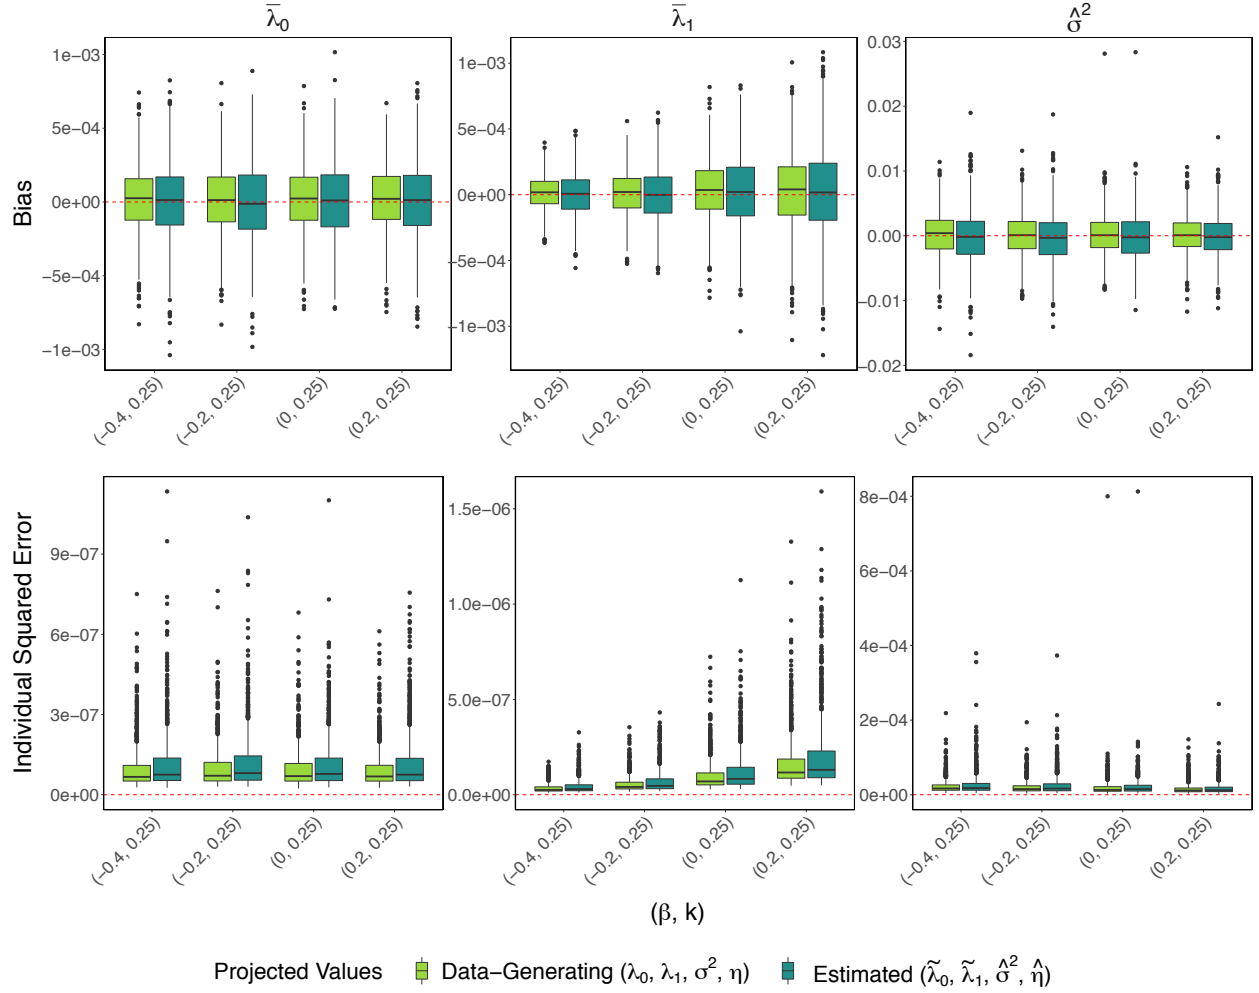 λ̅₀ λ̅₁ σ̂²
Bias
1e−03
5e−04
0e+00
−5e−04
−1e−03
(−0.4, 0.25) (−0.2, 0.25) (0, 0.25) (0.2, 0.25)
1e−03
5e−04
0e+00
−5e−04
−1e−03
(−0.4, 0.25) (−0.2, 0.25) (0, 0.25) (0.2, 0.25)
0.03
0.02
0.01
0.00
−0.01
−0.02
(−0.4, 0.25) (−0.2, 0.25) (0, 0.25) (0.2, 0.25)
Individual Squared Error
9e−07
6e−07
3e−07
0e+00
(−0.4, 0.25) (−0.2, 0.25) (0, 0.25) (0.2, 0.25)
1.5e−06
1.0e−06
5.0e−07
0.0e+00
(−0.4, 0.25) (−0.2, 0.25) (0, 0.25) (0.2, 0.25)
8e−04
6e−04
4e−04
2e−04
0e+00
(−0.4, 0.25) (−0.2, 0.25) (0, 0.25) (0.2, 0.25)
(β, k)
Projected Values Data−Generating (λ₀, λ₁, σ², η) Estimated (λ̃₀, λ̃₁, σ̂², η̂)